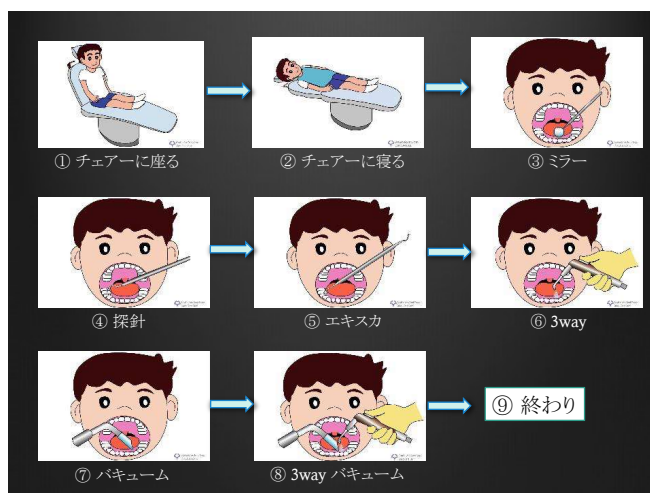 ① チェアーに座る
② チェアーに寝る
③ ミラー
④ 探針
⑤ エキスカ
⑥ 3way
⑦ バキューム
⑧ 3way バキューム
⑨ 終わり